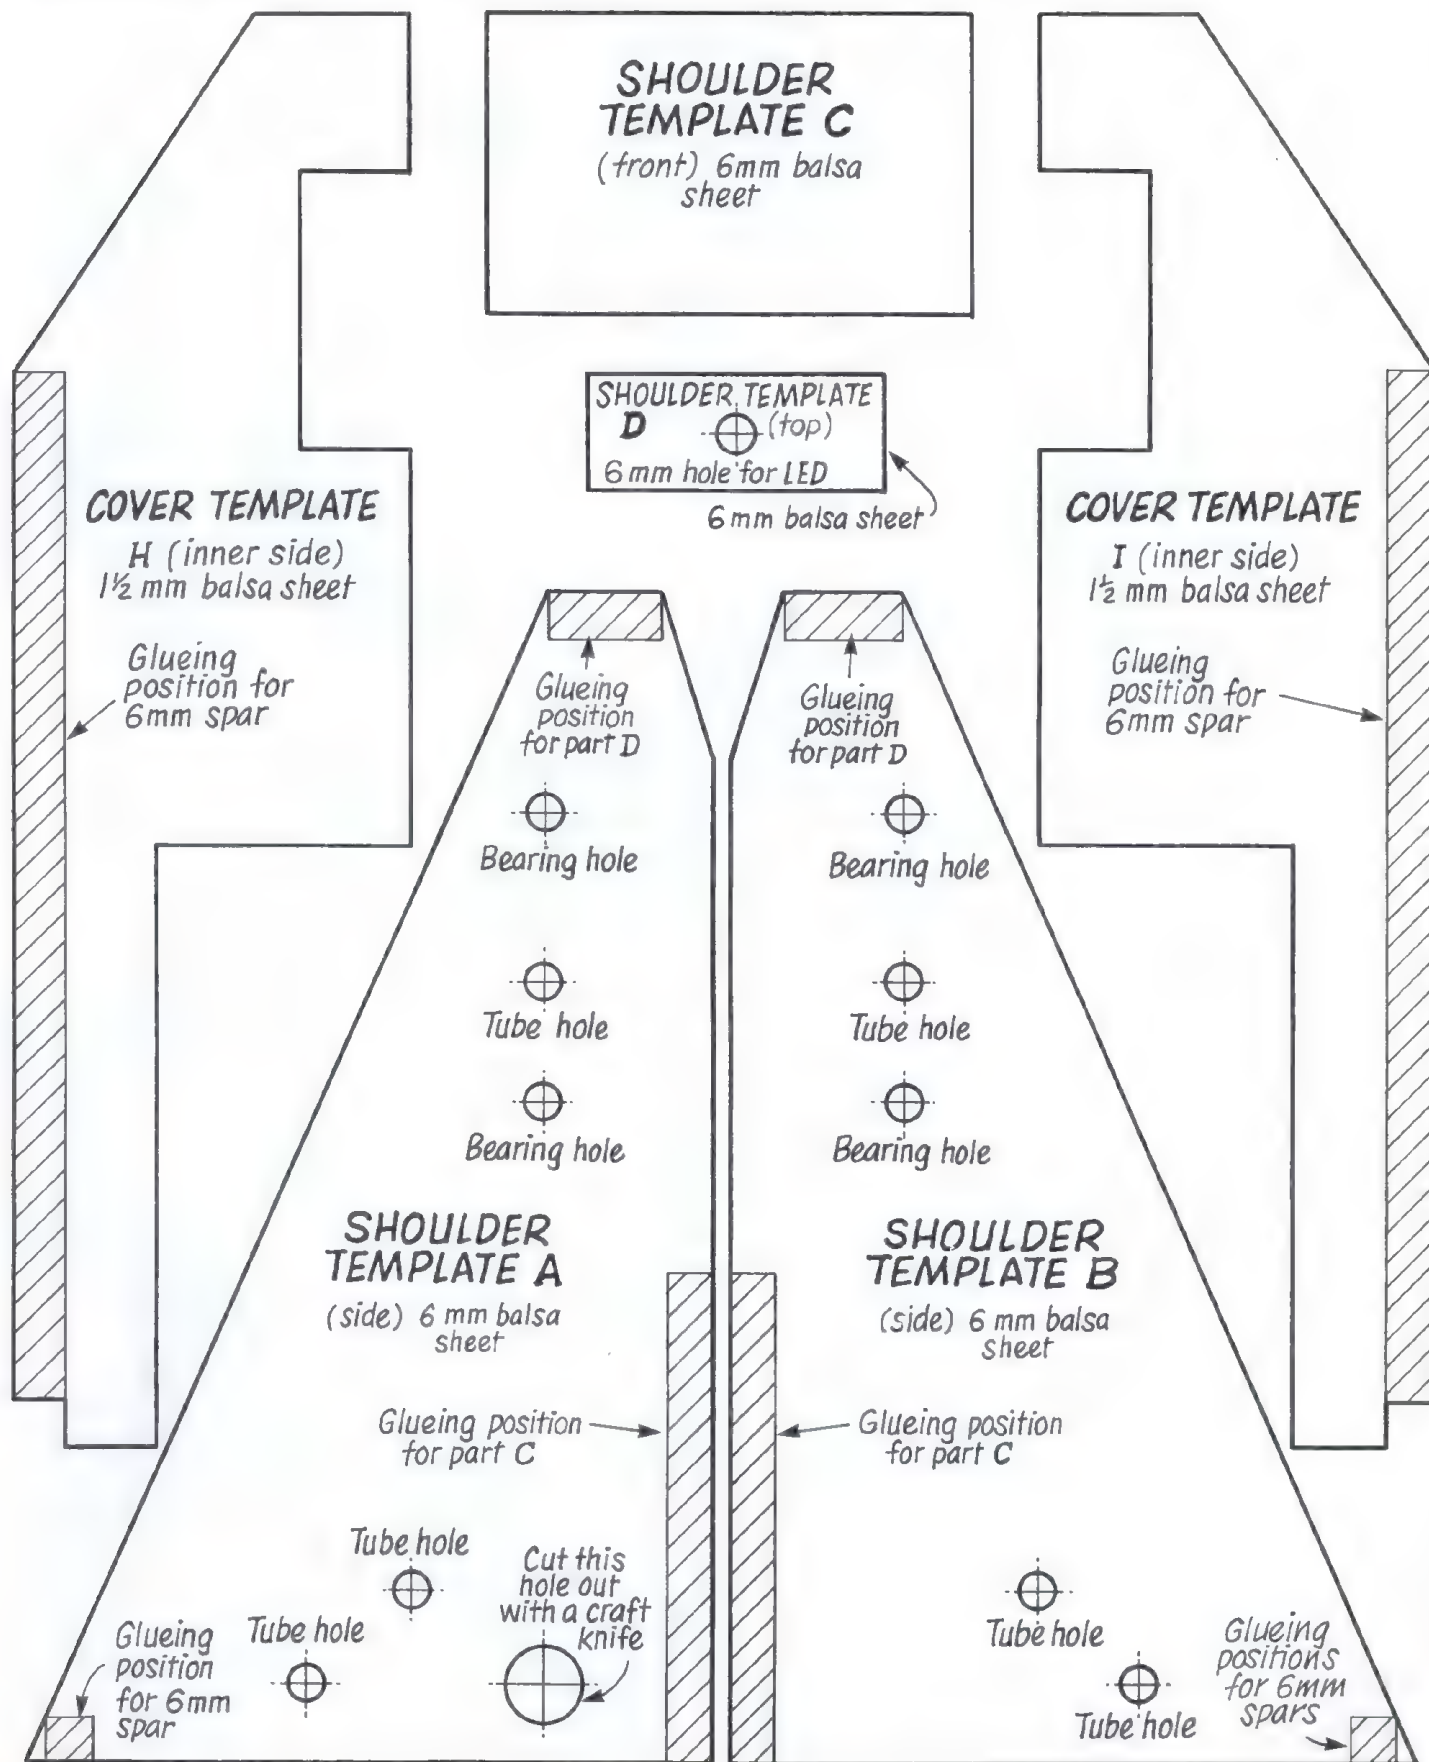 SHOULDER
TEMPLATE C
(front) 6mm balsa
sheet
SHOULDER TEMPLATE
D (top)
6mm hole for LED
6mm balsa sheet
COVER TEMPLATE
H (inner side)
1½ mm balsa sheet
Glueing
position for
6mm spar
COVER TEMPLATE
I (inner side)
1½ mm balsa sheet
Glueing
position for
6mm spar
Glueing
position
for part D
Bearing hole
Tube hole
Bearing hole
SHOULDER
TEMPLATE A
(side) 6 mm balsa
sheet
Glueing position
for part C
Tube hole
Cut this
hole out
with a craft
knife
Tube hole
Glueing
position
for 6mm
spar
Glueing
position
for part D
Bearing hole
Tube hole
Bearing hole
SHOULDER
TEMPLATE B
(side) 6 mm balsa
sheet
Glueing position
for part C
Tube hole
Tube hole
Glueing
positions
for 6mm
spars